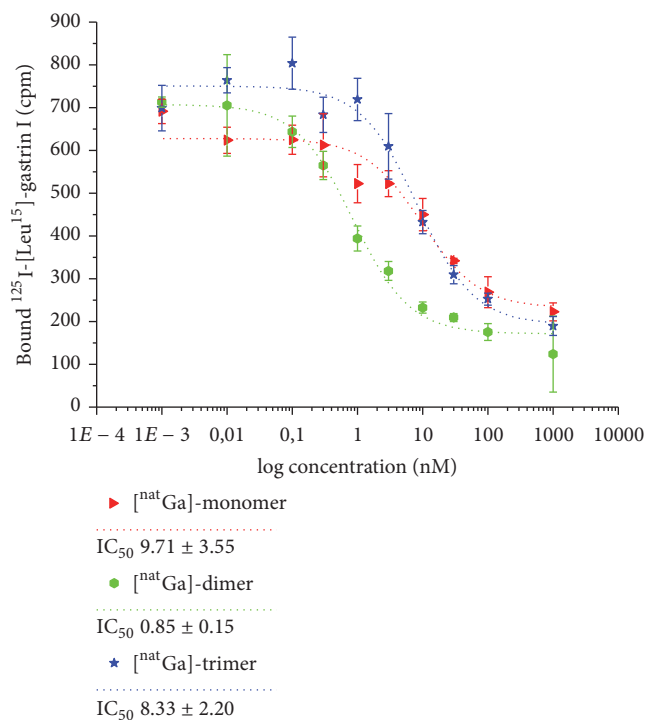 900
800
700
600
500
400
300
200
100
0
Bound ¹²⁵I-[Leu¹⁵]-gastrin I (cpm)
1E − 4 1E − 3 0,01 0,1 1 10 100 1000 10000
log concentration (nM)
[ⁿᵃᵗGa]-monomer
IC₅₀ 9.71 ± 3.55
[ⁿᵃᵗGa]-dimer
IC₅₀ 0.85 ± 0.15
[ⁿᵃᵗGa]-trimer
IC₅₀ 8.33 ± 2.20